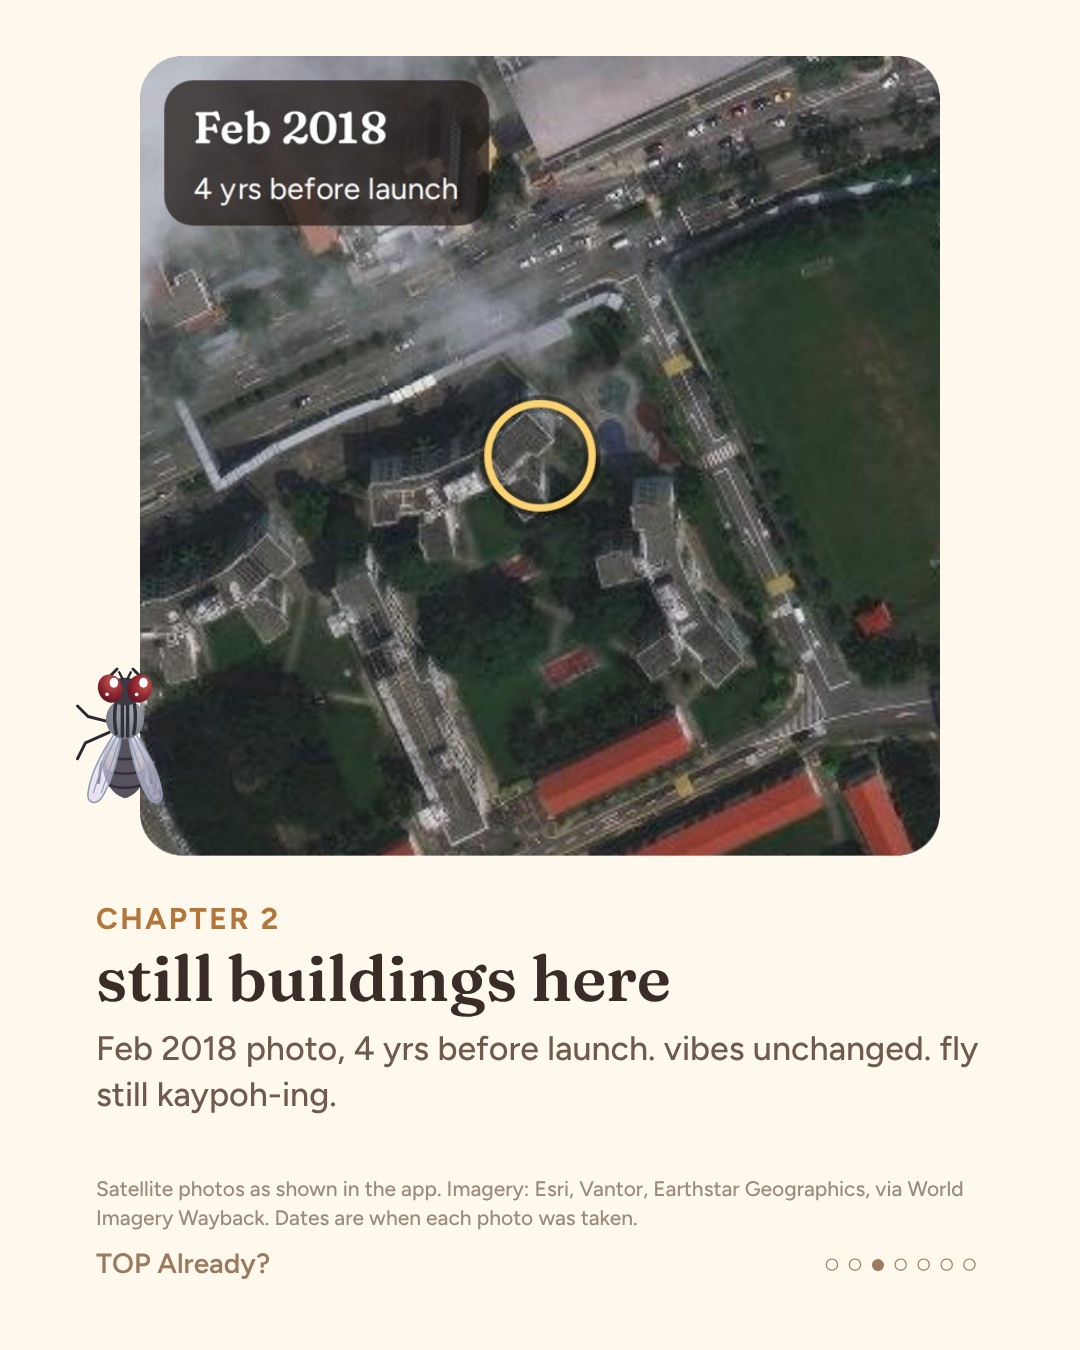 Feb 2018
4 yrs before launch
CHAPTER 2
still buildings here
Feb 2018 photo, 4 yrs before launch. vibes unchanged. fly
still kaypoh-ing.
Satellite photos as shown in the app. Imagery: Esri, Vantor, Earthstar Geographics, via World
Imagery Wayback. Dates are when each photo was taken.
TOP Already?